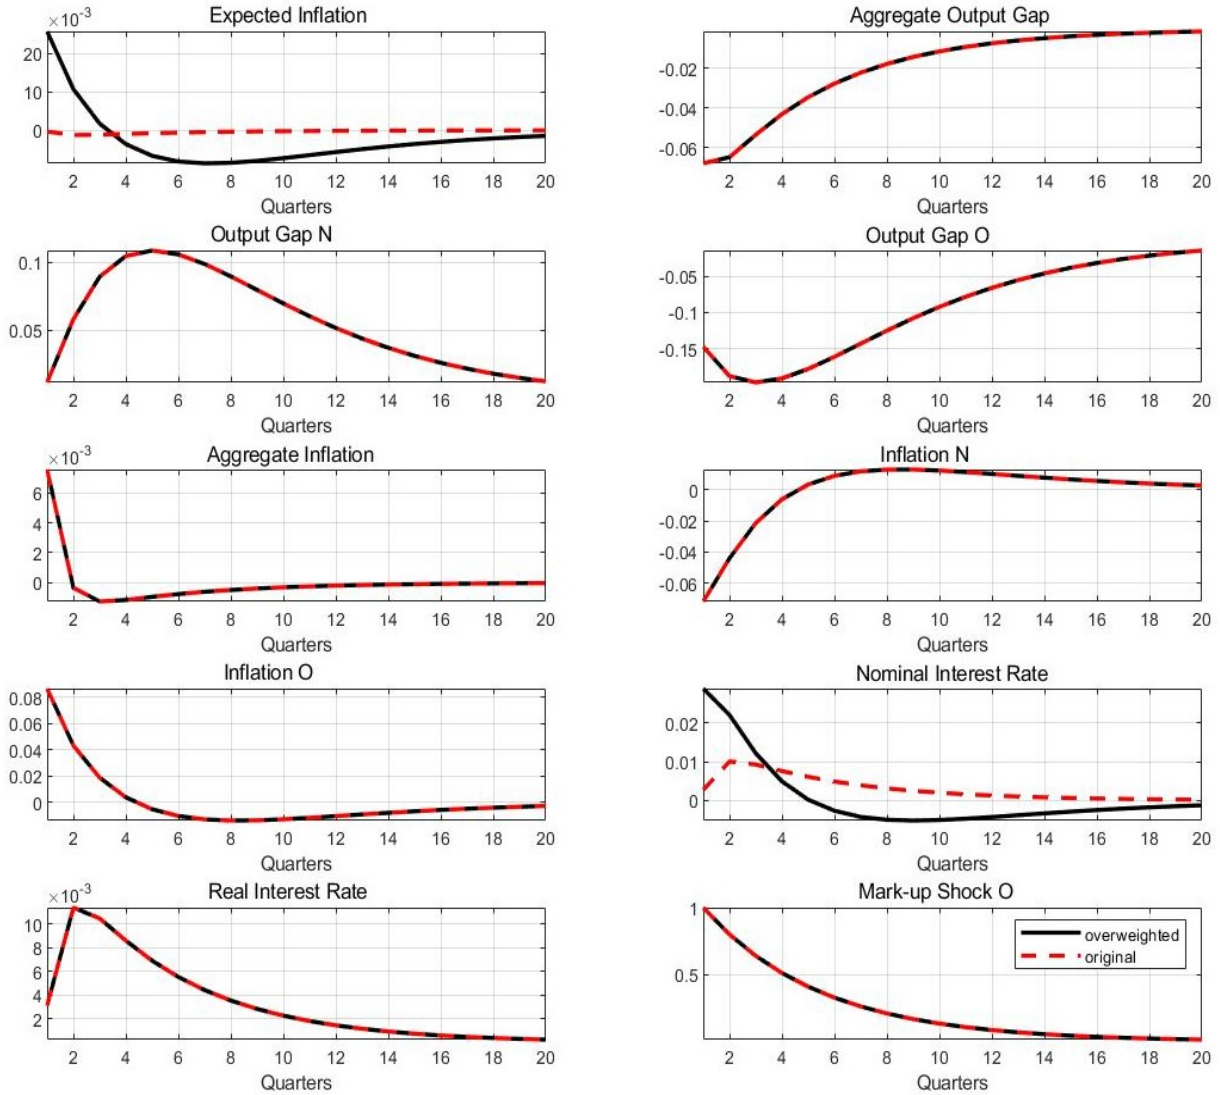 Expected Inflation
×10⁻³
20
10
0
2 4 6 8 10 12 14 16 18 20
Quarters
Aggregate Output Gap
-0.02
-0.04
-0.06
2 4 6 8 10 12 14 16 18 20
Quarters
Output Gap N
0.1
0.05
2 4 6 8 10 12 14 16 18 20
Quarters
Output Gap O
-0.05
-0.1
-0.15
2 4 6 8 10 12 14 16 18 20
Quarters
Aggregate Inflation
×10⁻³
6
4
2
0
2 4 6 8 10 12 14 16 18 20
Quarters
Inflation N
0
-0.02
-0.04
-0.06
2 4 6 8 10 12 14 16 18 20
Quarters
Inflation O
0.08
0.06
0.04
0.02
0
2 4 6 8 10 12 14 16 18 20
Quarters
Nominal Interest Rate
0.02
0.01
0
2 4 6 8 10 12 14 16 18 20
Quarters
Real Interest Rate
×10⁻³
10
8
6
4
2
2 4 6 8 10 12 14 16 18 20
Quarters
Mark-up Shock O
1
0.5
overweighted
original
2 4 6 8 10 12 14 16 18 20
Quarters